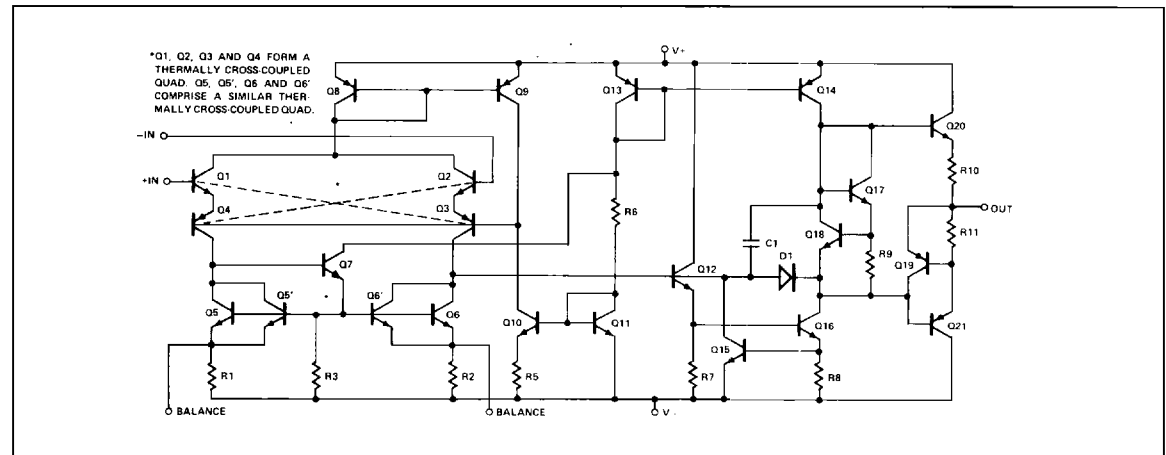 *Q1, Q2, Q3 AND Q4 FORM A
THERMALLY CROSS-COUPLED
QUAD. Q5, Q5', Q6 AND Q6'
COMPRISE A SIMILAR THER-
MALLY CROSS-COUPLED QUAD.
V+
Q8
Q9
Q13
Q14
Q20
-IN
+IN
Q1
Q2
R10
Q17
Q4
Q3
OUT
R6
Q18
R11
C1
R9
Q19
D1
Q7
Q12
Q5
Q5'
Q6'
Q6
Q10
Q11
Q16
Q21
Q15
R1
R3
R2
R5
R7
R8
BALANCE
BALANCE
V-